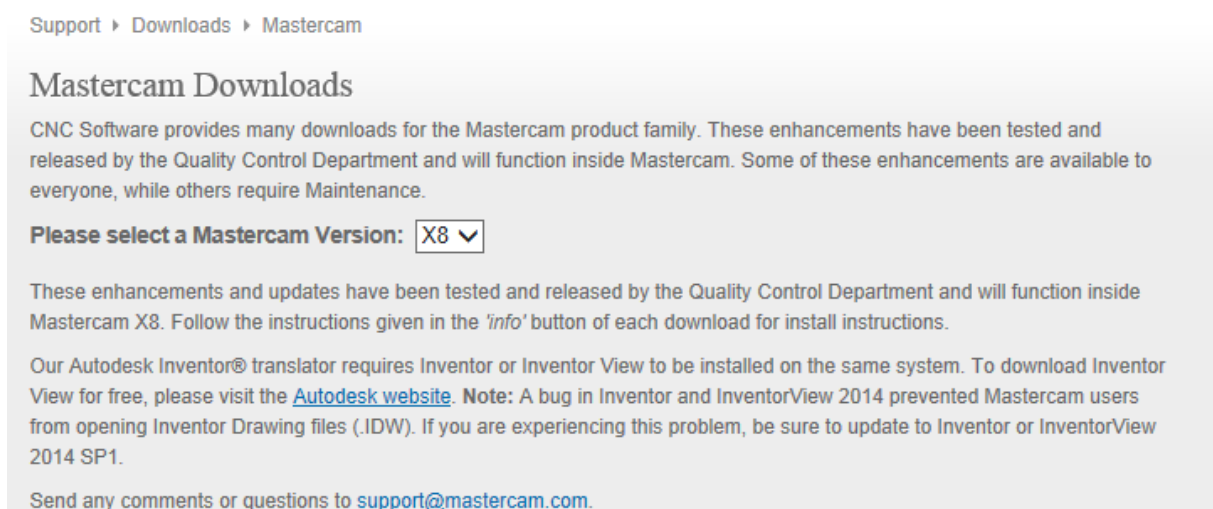 Support ▸ Downloads ▸ Mastercam
Mastercam Downloads
CNC Software provides many downloads for the Mastercam product family. These enhancements have been tested and
released by the Quality Control Department and will function inside Mastercam. Some of these enhancements are available to
everyone, while others require Maintenance.
Please select a Mastercam Version: X8
These enhancements and updates have been tested and released by the Quality Control Department and will function inside
Mastercam X8. Follow the instructions given in the 'info' button of each download for install instructions.
Our Autodesk Inventor® translator requires Inventor or Inventor View to be installed on the same system. To download Inventor
View for free, please visit the Autodesk website. Note: A bug in Inventor and InventorView 2014 prevented Mastercam users
from opening Inventor Drawing files (.IDW). If you are experiencing this problem, be sure to update to Inventor or InventorView
2014 SP1.
Send any comments or questions to support@mastercam.com.